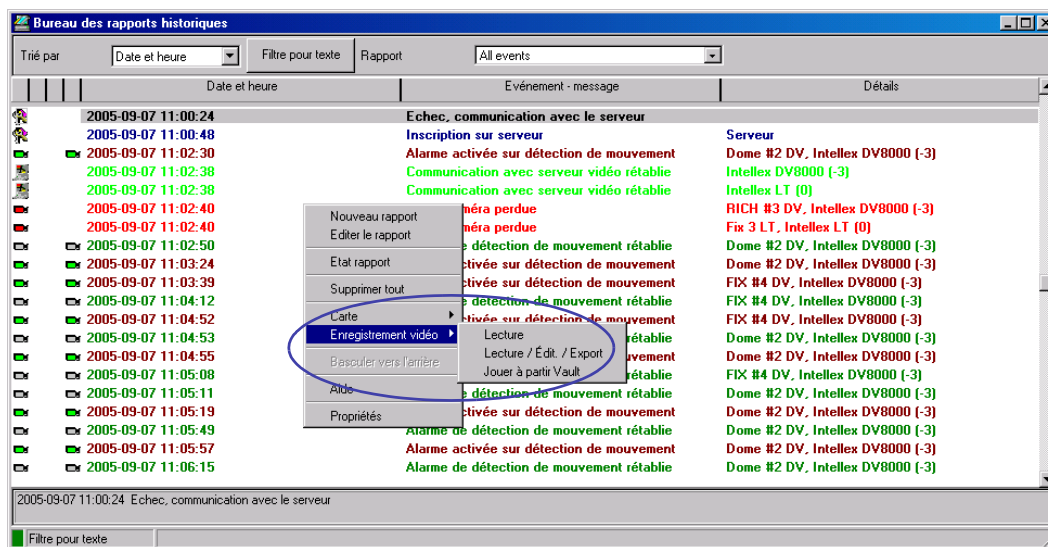 Bureau des rapports historiques
Trié par Date et heure Filtre pour texte Rapport All events
Date et heure Evénement - message Détails
2005-09-07 11:00:24 Echec, communication avec le serveur
2005-09-07 11:00:48 Inscription sur serveur Serveur
2005-09-07 11:02:30 Alarme activée sur détection de mouvement Dome #2 DV, Intellex DV8000 (-3)
2005-09-07 11:02:38 Communication avec serveur vidéo rétablie Intellex DV8000 (-3)
2005-09-07 11:02:38 Communication avec serveur vidéo rétablie Intellex LT (0)
2005-09-07 11:02:40 méra perdue RICH #3 DV, Intellex DV8000 (-3)
2005-09-07 11:02:40 méra perdue Fix 3 LT, Intellex LT (0)
2005-09-07 11:02:50 détection de mouvement rétablie Dome #2 DV, Intellex DV8000 (-3)
2005-09-07 11:03:24 ctivée sur détection de mouvement Dome #2 DV, Intellex DV8000 (-3)
2005-09-07 11:03:39 ctivée sur détection de mouvement FIX #4 DV, Intellex DV8000 (-3)
2005-09-07 11:04:12 détection de mouvement rétablie FIX #4 DV, Intellex DV8000 (-3)
2005-09-07 11:04:52 ctivée sur détection de mouvement FIX #4 DV, Intellex DV8000 (-3)
2005-09-07 11:04:53 rétablie Dome #2 DV, Intellex DV8000 (-3)
2005-09-07 11:04:55 uvement Dome #2 DV, Intellex DV8000 (-3)
2005-09-07 11:05:08 rétablie FIX #4 DV, Intellex DV8000 (-3)
2005-09-07 11:05:11 détection de mouvement rétablie Dome #2 DV, Intellex DV8000 (-3)
2005-09-07 11:05:19 ctivée sur détection de mouvement Dome #2 DV, Intellex DV8000 (-3)
2005-09-07 11:05:49 Alarme de détection de mouvement rétablie Dome #2 DV, Intellex DV8000 (-3)
2005-09-07 11:05:57 Alarme activée sur détection de mouvement Dome #2 DV, Intellex DV8000 (-3)
2005-09-07 11:06:15 Alarme de détection de mouvement rétablie Dome #2 DV, Intellex DV8000 (-3)
Nouveau rapport
Editer le rapport
Etat rapport
Supprimer tout
Carte
Enregistrement vidéo
Basculer vers l'arrière
Aide
Propriétés
Lecture
Lecture / Édit. / Export
Jouer à partir Vault
2005-09-07 11:00:24 Echec, communication avec le serveur
Filtre pour texte